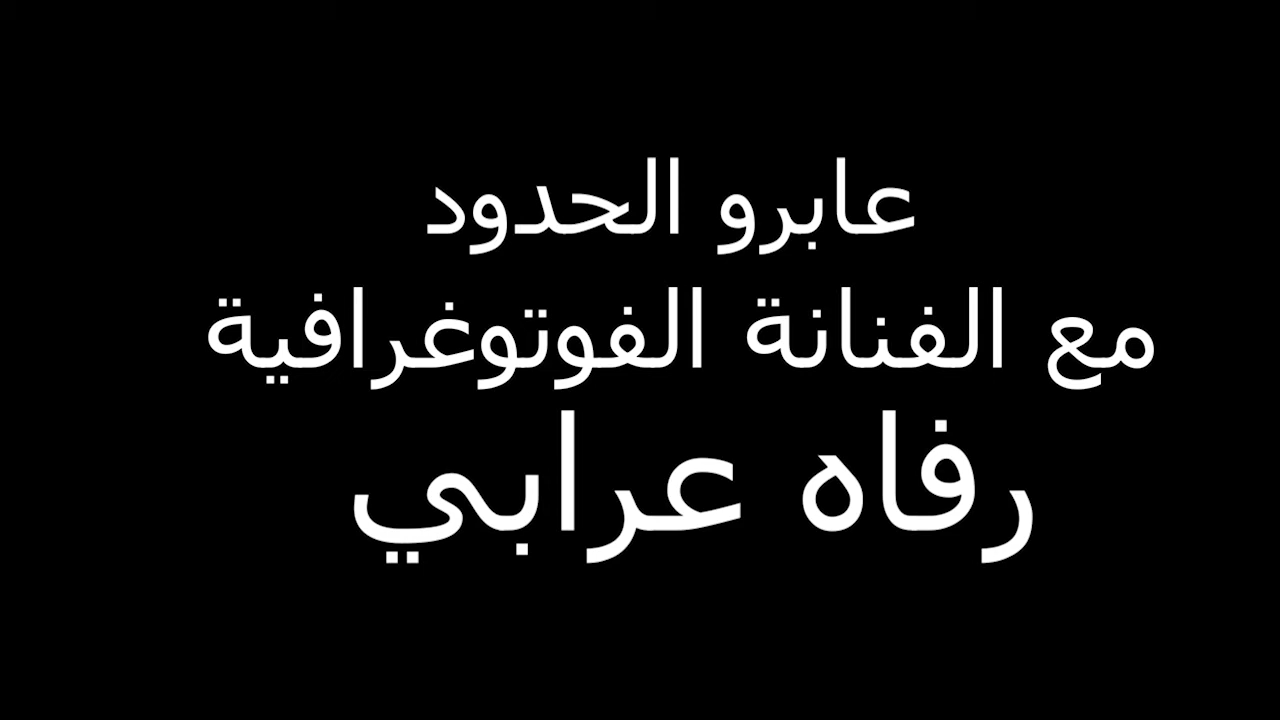 عابرو الحدود
مع الفنانة الفوتوغرافية
رفاه عرابي